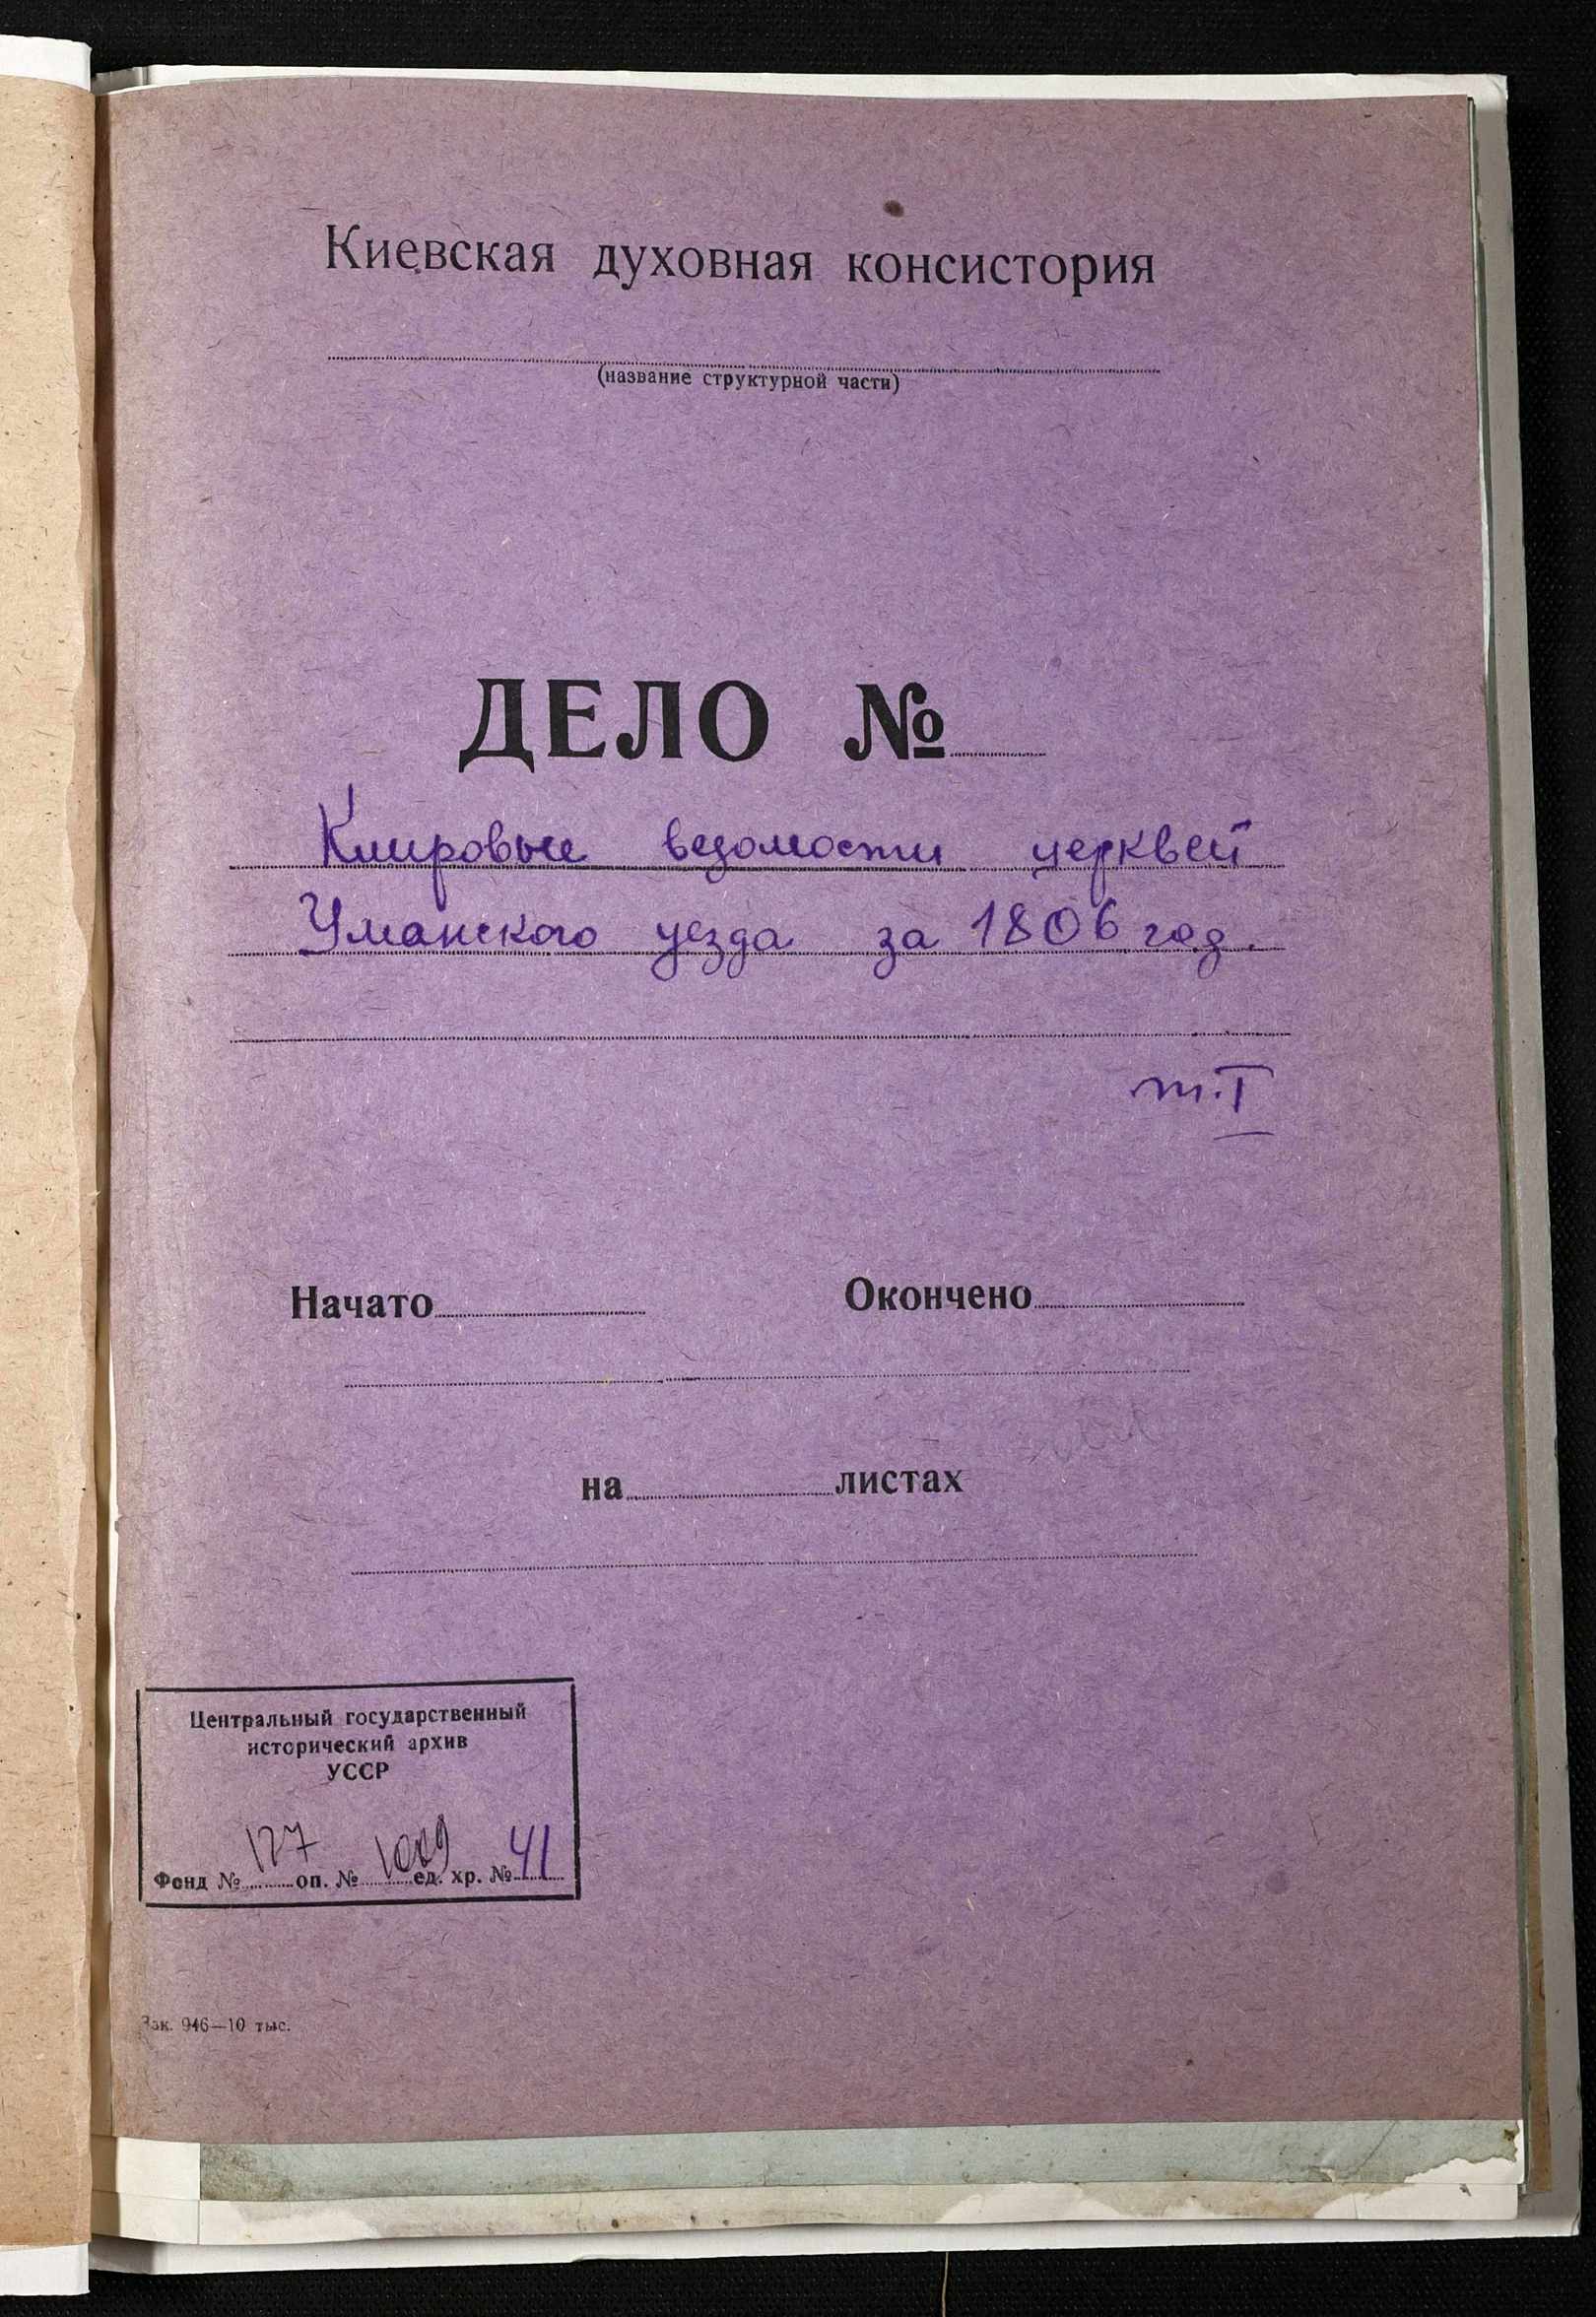 Киевская духовная консистория
(название структурной части)
ДЕЛО №
Клировые ведомости церквей
Уманского уезда за 1806 год.
т. I
Начато Окончено
на листах
Центральный государственный
исторический архив
УССР
Фонд № 127 оп. № 1009 ед. хр. № 41
Зак. 946—10 тыс.